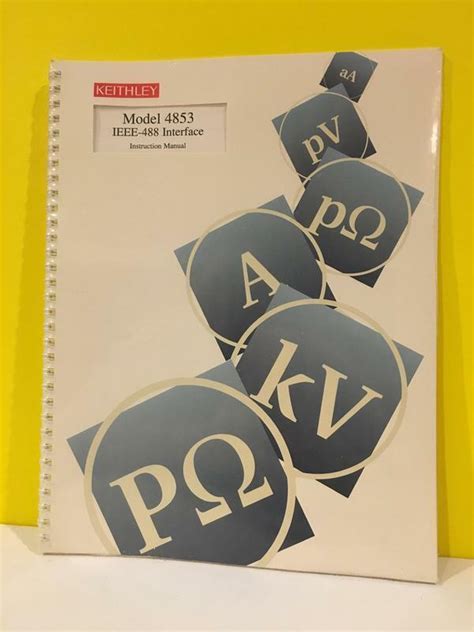 KEITHLEY
Model 4853
IEEE-488 Interface
Instruction Manual
aA
pV
pΩ
A
kV
PΩ